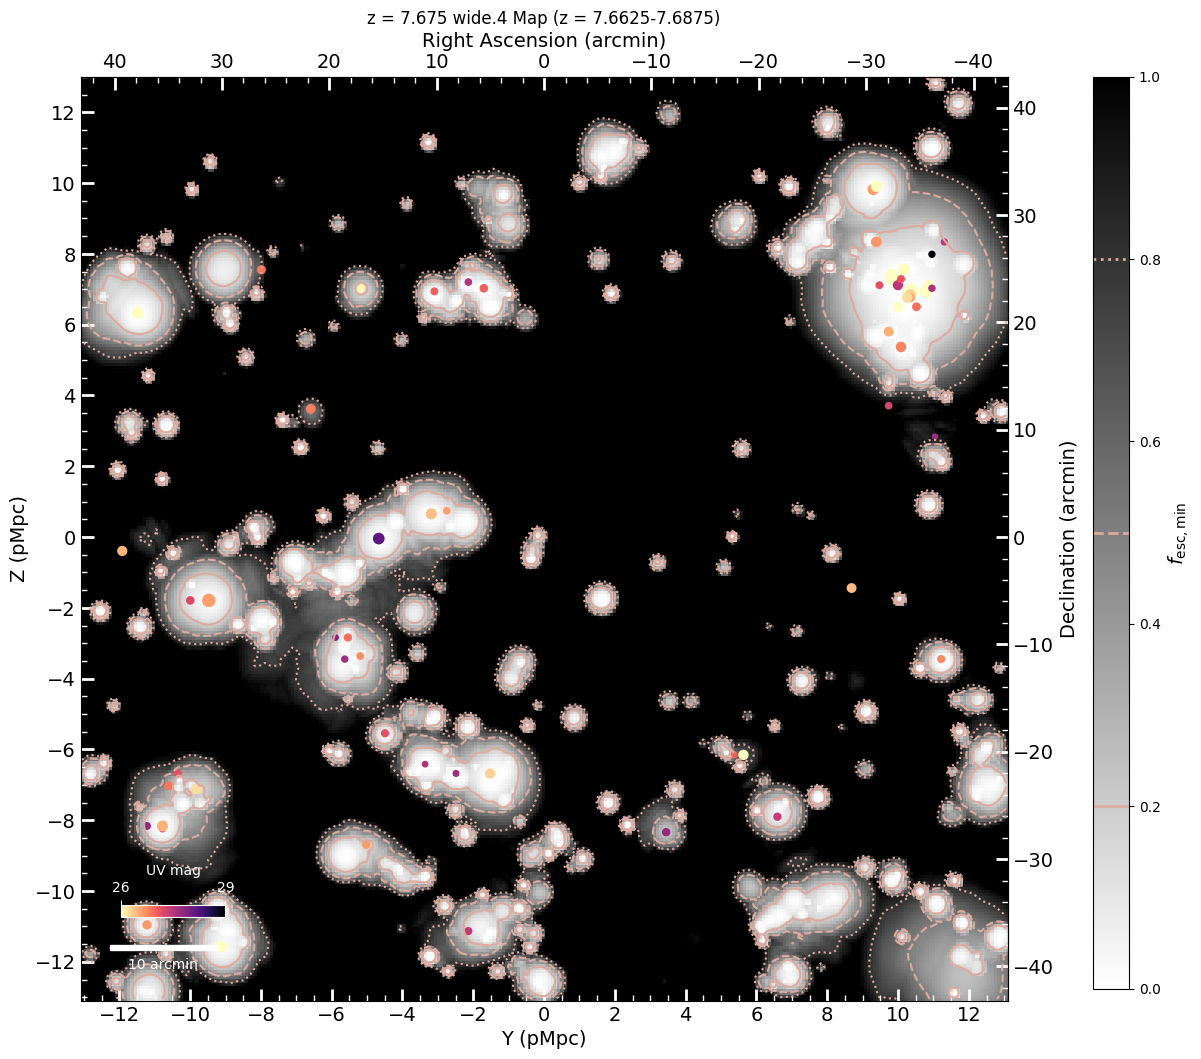 z = 7.675 wide.4 Map (z = 7.6625-7.6875)
Right Ascension (arcmin)
40 30 20 10 0 −10 −20 −30 −40
12
10
8
6
4
2
0
−2
−4
−6
−8
−10
−12
Z (pMpc)
UV mag
26 29
10 arcmin
−12 −10 −8 −6 −4 −2 0 2 4 6 8 10 12
Y (pMpc)
40
30
20
10
0
−10
−20
−30
−40
Declination (arcmin)
1.0
0.8
0.6
0.4
0.2
0.0
fesc, min